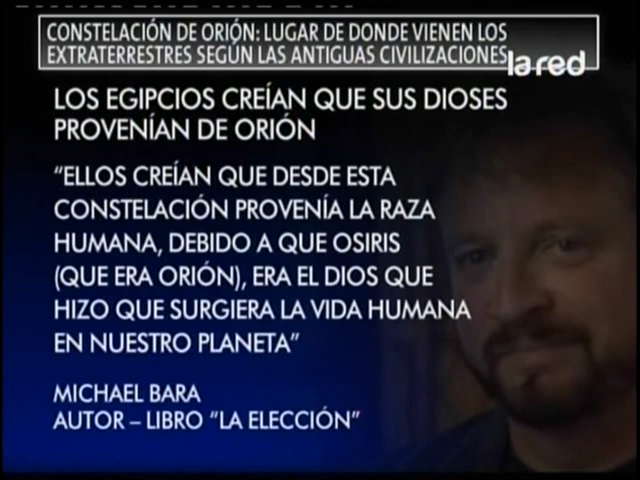 CONSTELACIÓN DE ORIÓN: LUGAR DE DONDE VIENEN LOS
EXTRATERRESTRES SEGÚN LAS ANTIGUAS CIVILIZACIONES
la red
LOS EGIPCIOS CREÍAN QUE SUS DIOSES
PROVENÍAN DE ORIÓN
“ELLOS CREÍAN QUE DESDE ESTA
CONSTELACIÓN PROVENÍA LA RAZA
HUMANA, DEBIDO A QUE OSIRIS
(QUE ERA ORIÓN), ERA EL DIOS QUE
HIZO QUE SURGIERA LA VIDA HUMANA
EN NUESTRO PLANETA”
MICHAEL BARA
AUTOR – LIBRO “LA ELECCIÓN”